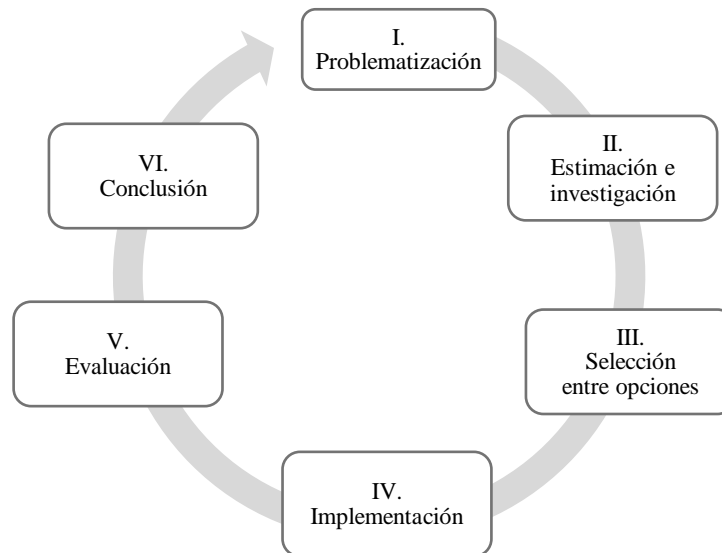 I.
Problematización
II.
Estimación e
investigación
III.
Selección
entre opciones
IV.
Implementación
V.
Evaluación
VI.
Conclusión